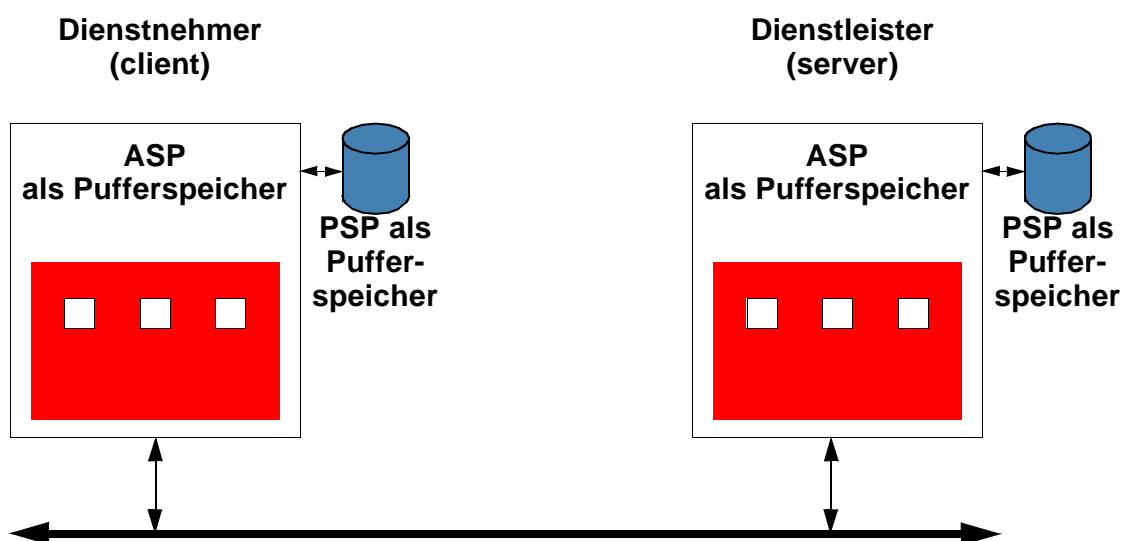 Dienstnehmer
(client)
Dienstleister
(server)
ASP
als Pufferspeicher
PSP als
Puffer-
speicher
ASP
als Pufferspeicher
PSP als
Puffer-
speicher